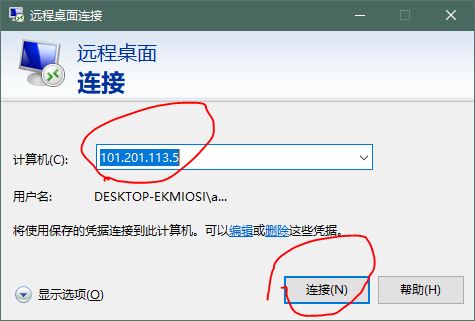 远程桌面连接
远程桌面
连接
计算机(C):
101.201.113.5
用户名:
DESKTOP-EKMIOSI\a...
将使用保存的凭据连接到此计算机。可以编辑或删除这些凭据。
显示选项(O)
连接(N)
帮助(H)